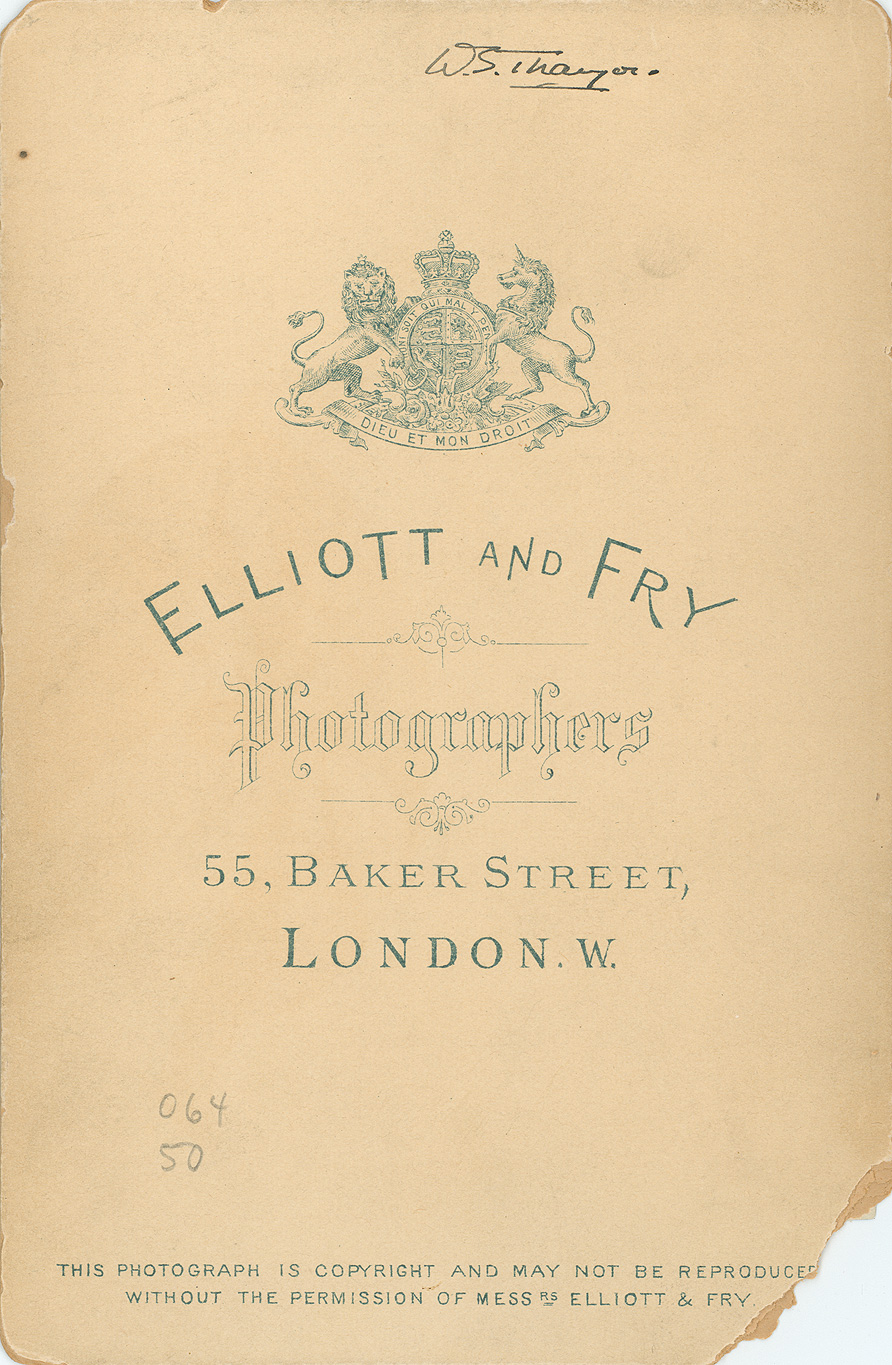 W.S. Thayer.
HONI SOIT QUI MAL Y PEN
DIEU ET MON DROIT
ELLIOTT AND FRY
Photographers
55, BAKER STREET,
LONDON. W.
064
50
THIS PHOTOGRAPH IS COPYRIGHT AND MAY NOT BE REPRODUCED
WITHOUT THE PERMISSION OF MESSRS ELLIOTT & FRY.